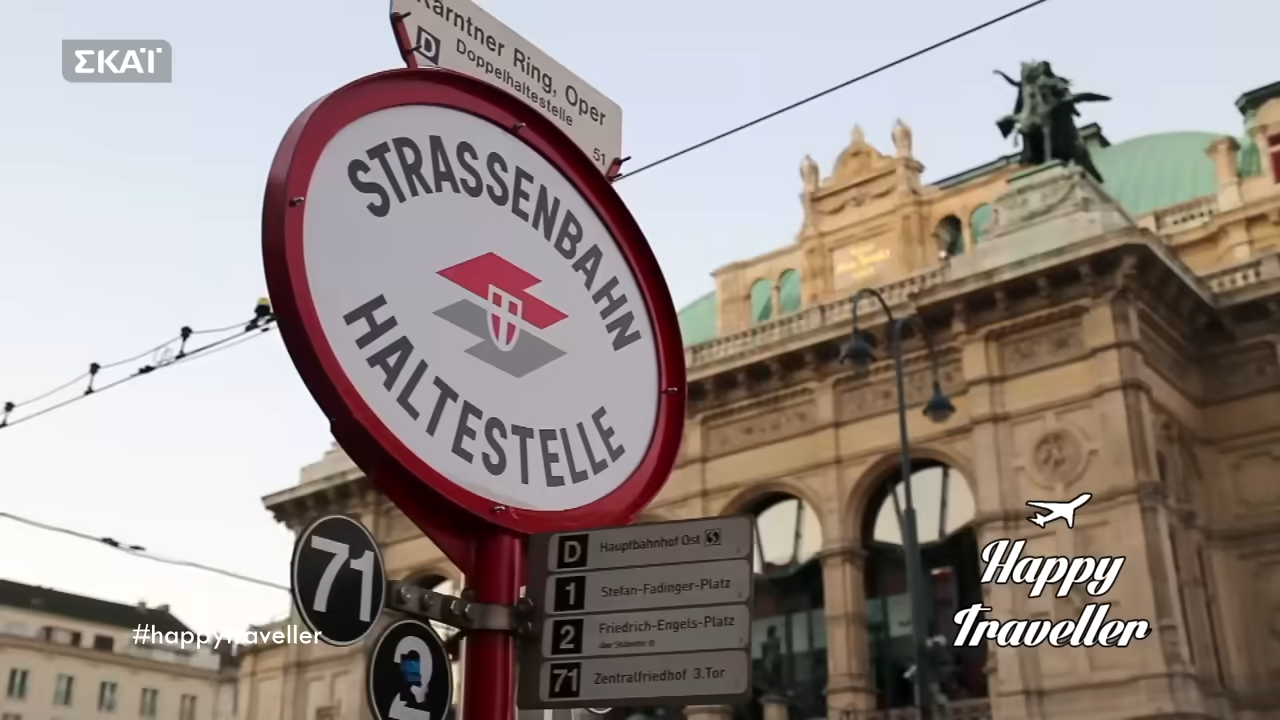 ΣΚΑΪ
Kärntner Ring, Oper
D Doppelhaltestelle
51
STRASSENBAHN
HALTESTELLE
71
2
D Hauptbahnhof Ost S
1 Stefan-Fadinger-Platz
2 Friedrich-Engels-Platz
71 Zentralfriedhof 3.Tor
#happytraveller
Happy
Traveller